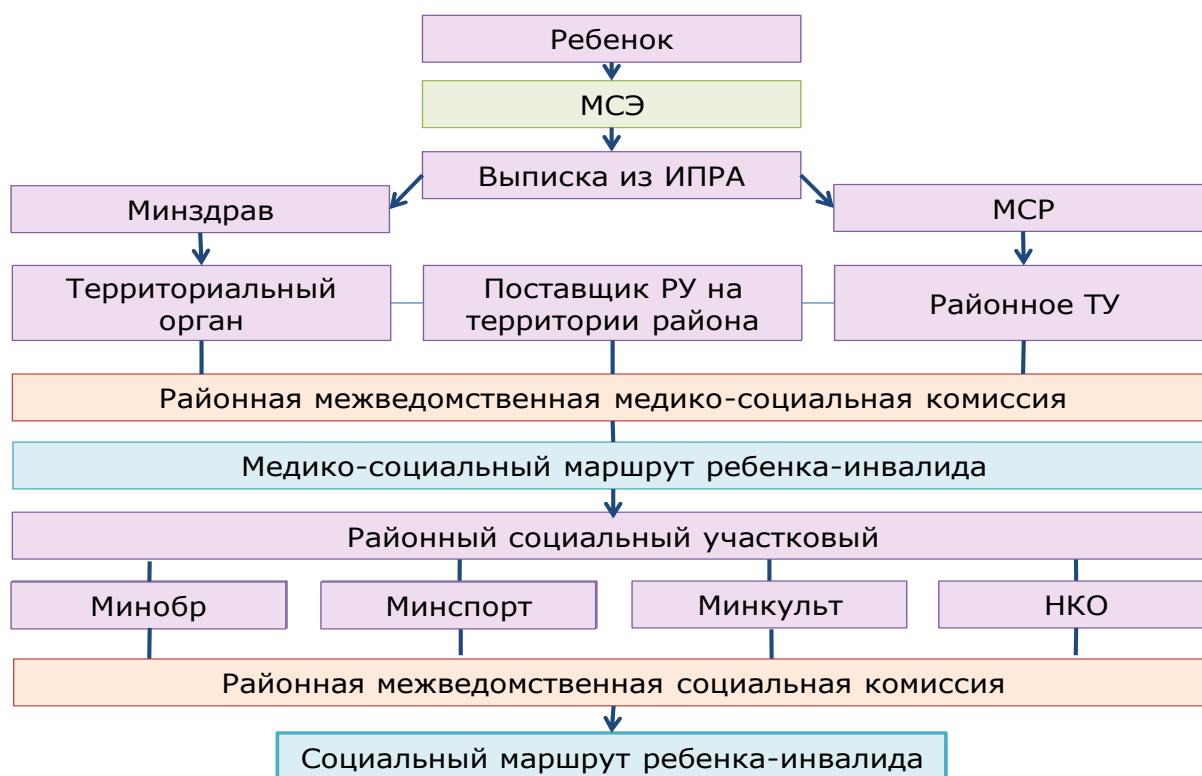 Ребенок
МСЭ
Выписка из ИПРА
Минздрав
МСР
Территориальный
орган
Поставщик РУ на
территории района
Районное ТУ
Районная межведомственная медико-социальная комиссия
Медико-социальный маршрут ребенка-инвалида
Районный социальный участковый
Минобр
Минспорт
Минкульт
НКО
Районная межведомственная социальная комиссия
Социальный маршрут ребенка-инвалида